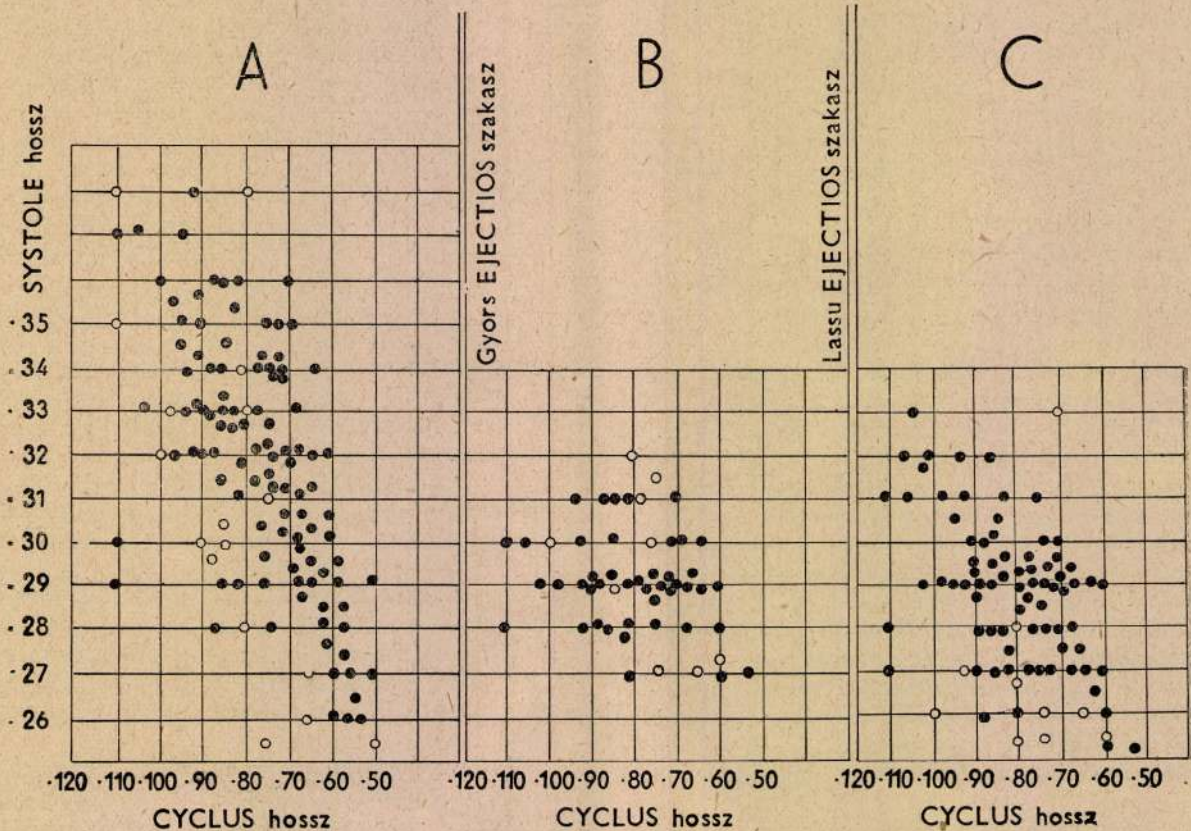 A
B
C
SYSTOLE hossz
Gyors EJECTIOS szakasz
Lassu EJECTIOS szakasz
·35
·34
·33
·32
·31
·30
·29
·28
·27
·26
·120 ·110 ·100 ·90 ·80 ·70 ·60 ·50
·120 ·110 ·100 ·90 ·80 ·70 ·60 ·50
·120 ·110 ·100 ·90 ·80 ·70 ·60 ·50
CYCLUS hossz
CYCLUS hossz
CYCLUS hossz